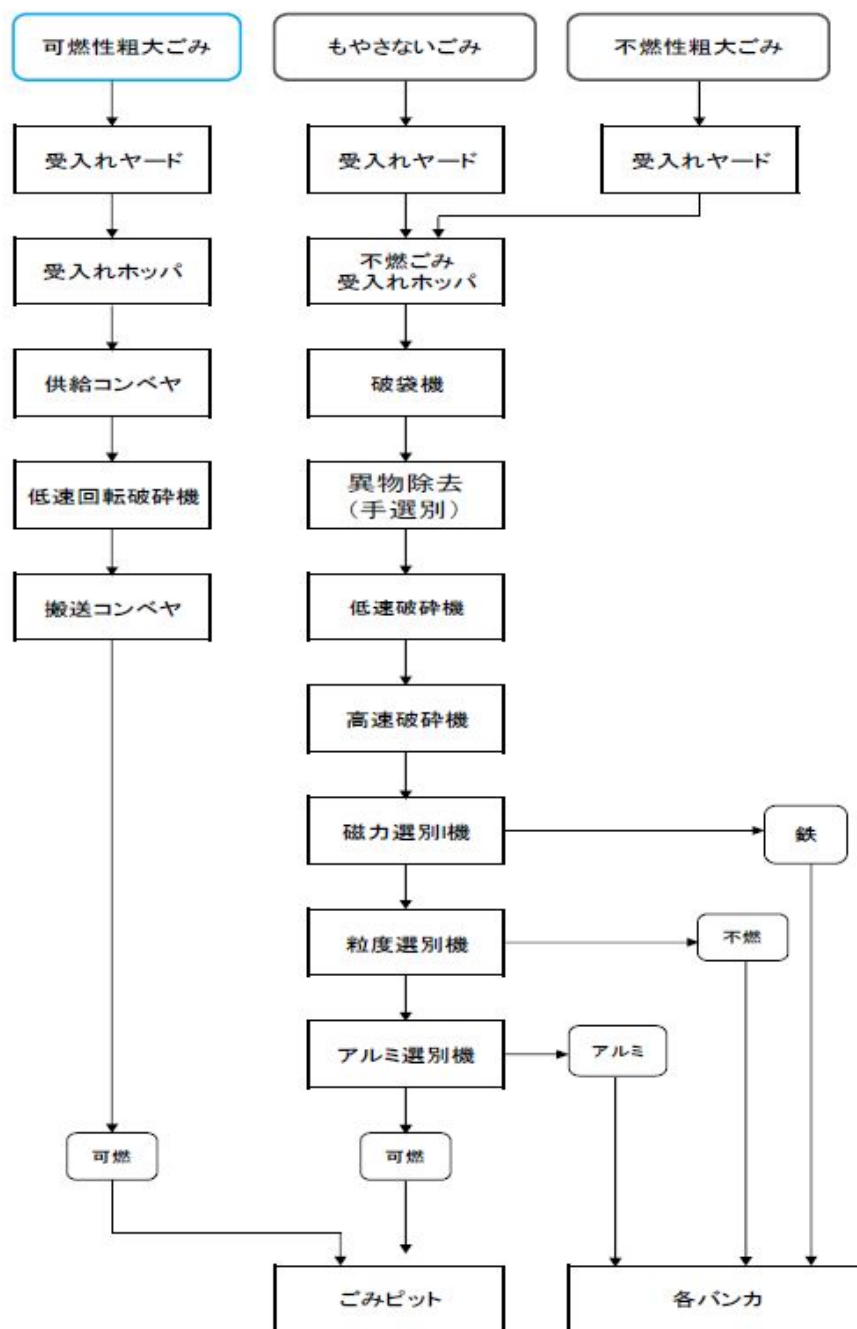 可燃性粗大ごみ
もやさないごみ
不燃性粗大ごみ
受入れヤード
受入れヤード
受入れヤード
受入れホッパ
不燃ごみ
受入れホッパ
供給コンベヤ
破袋機
低速回転破砕機
異物除去
(手選別)
搬送コンベヤ
低速破砕機
高速破砕機
磁力選別機
鉄
粒度選別機
不燃
アルミ選別機
アルミ
可燃
可燃
ごみピット
各バンカ